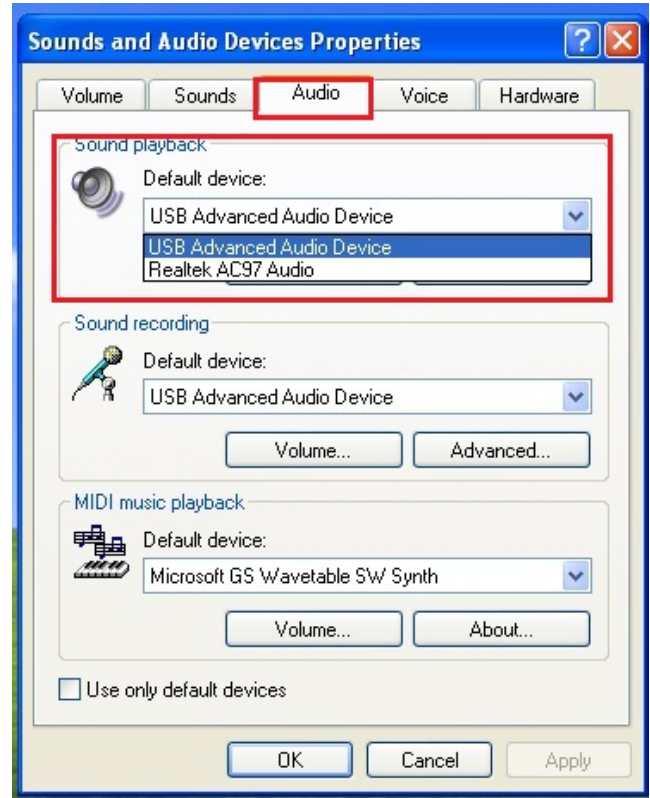 Sounds and Audio Devices Properties
Volume Sounds Audio Voice Hardware
Sound playback
Default device:
USB Advanced Audio Device
USB Advanced Audio Device
Realtek AC97 Audio
Sound recording
Default device:
USB Advanced Audio Device
Volume... Advanced...
MIDI music playback
Default device:
Microsoft GS Wavetable SW Synth
Volume... About...
Use only default devices
OK Cancel Apply